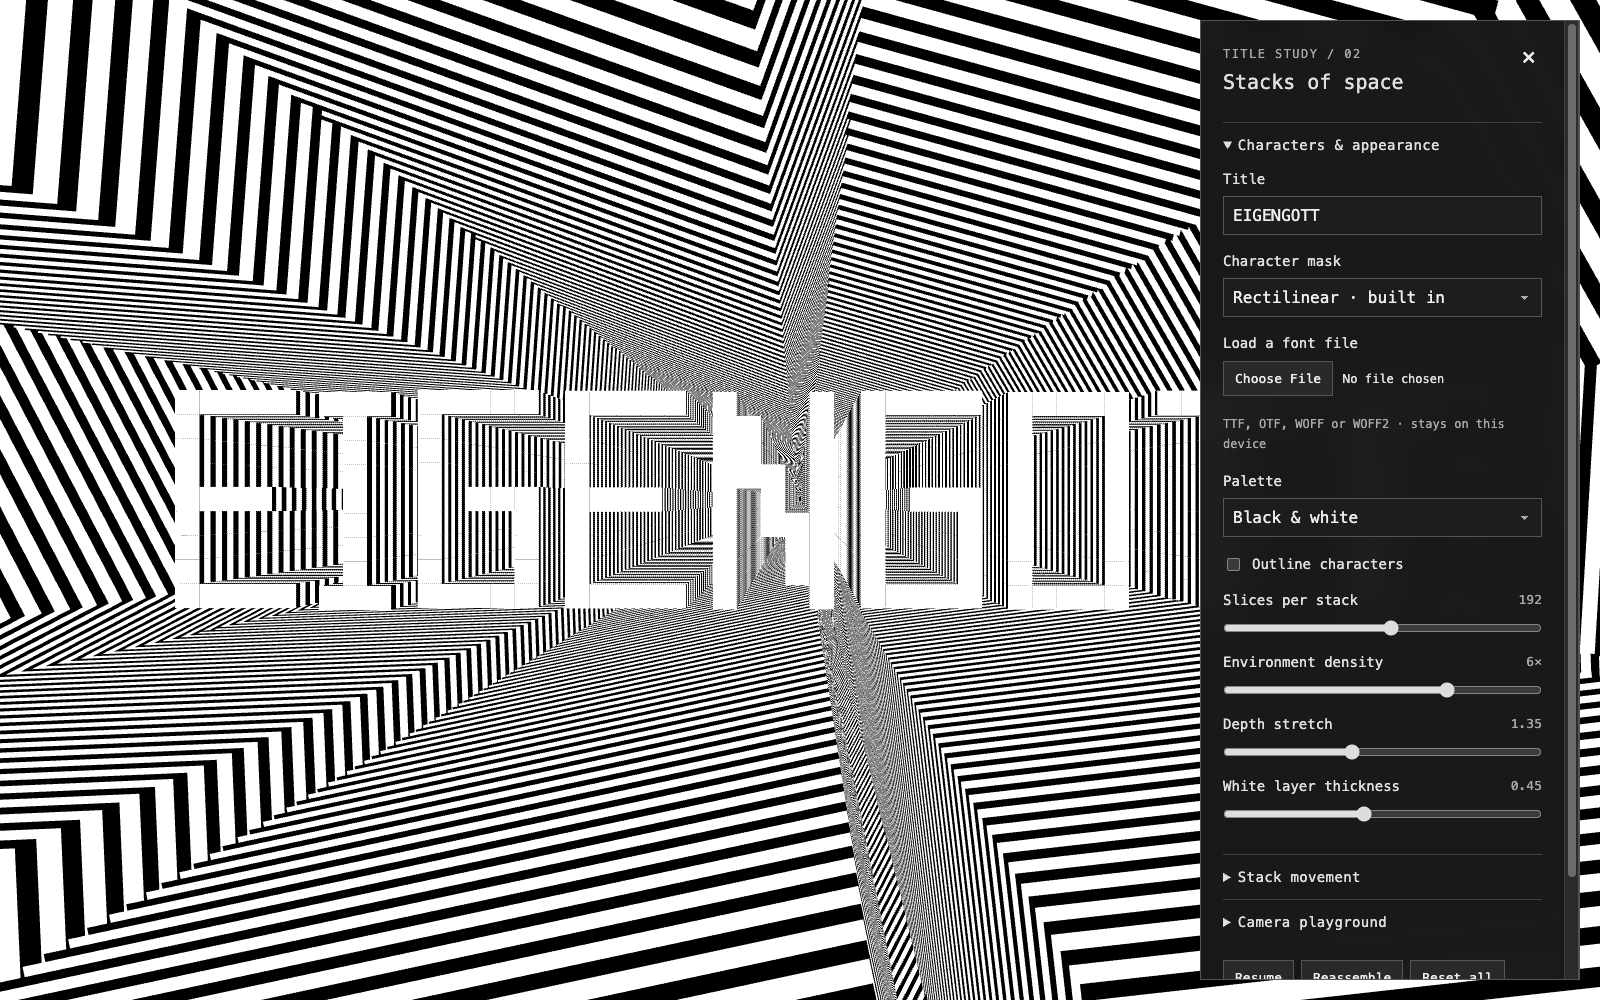 EIGENGO
TITLE STUDY / 02
Stacks of space
Characters & appearance
Title
EIGENGOTT
Character mask
Rectilinear · built in
Load a font file
Choose File No file chosen
TTF, OTF, WOFF or WOFF2 · stays on this
device
Palette
Black & white
Outline characters
Slices per stack 192
Environment density 6×
Depth stretch 1.35
White layer thickness 0.45
Stack movement
Camera playground
Resume Reassemble Reset all